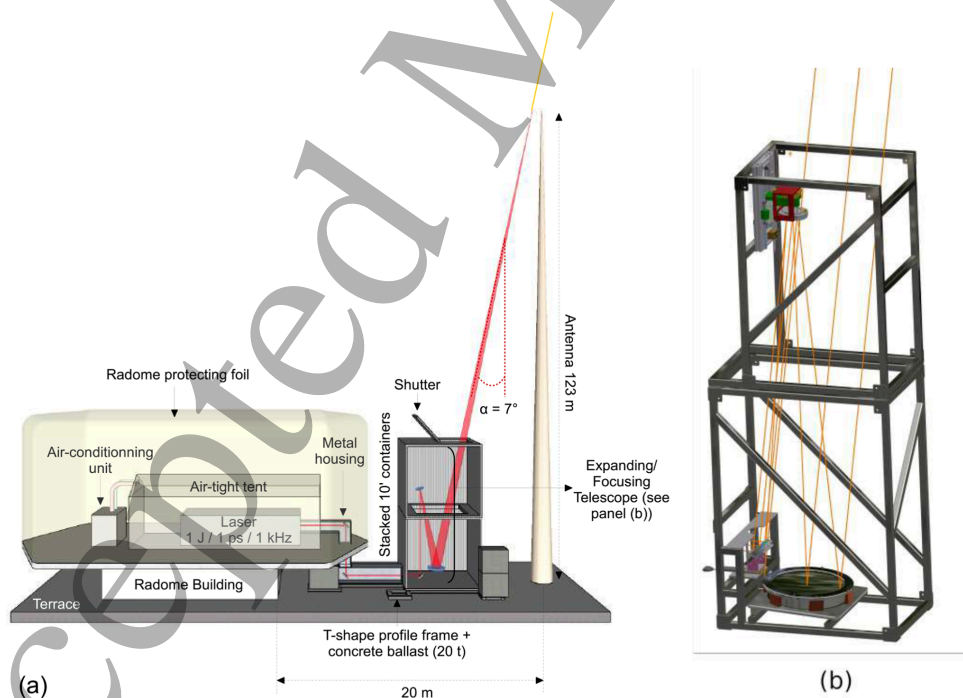 Accepted M
Antenna 123 m
Radome protecting foil
Shutter
α = 7°
Air-conditionning
unit
Metal
housing
Stacked 10' containers
Expanding/
Focusing
Telescope (see
panel (b))
Air-tight tent
Laser
1 J / 1 ps / 1 kHz
Radome Building
Terrace
T-shape profile frame +
concrete ballast (20 t)
20 m
(a)
(b)